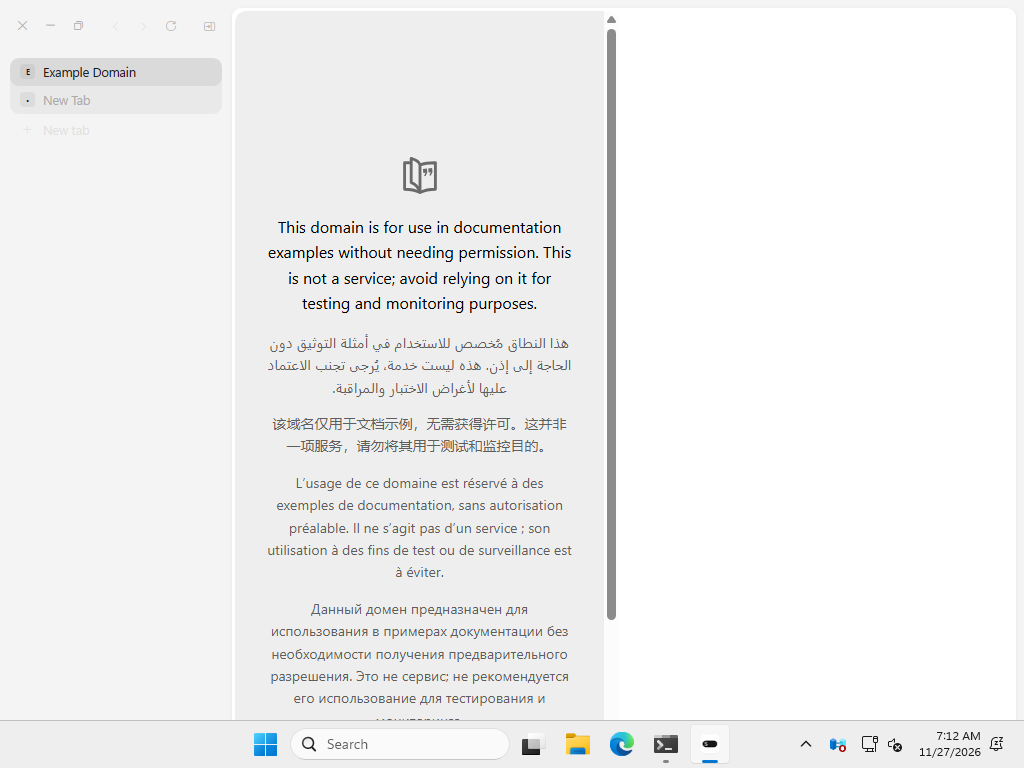 E Example Domain
New Tab
+ New tab
This domain is for use in documentation
examples without needing permission. This
is not a service; avoid relying on it for
testing and monitoring purposes.
هذا النطاق مُخصص للاستخدام في أمثلة التوثيق دون
الحاجة إلى إذن. هذه ليست خدمة، يُرجى تجنب الاعتماد
عليها لأغراض الاختبار والمراقبة.
该域名仅用于文档示例，无需获得许可。这并非
一项服务，请勿将其用于测试和监控目的。
L’usage de ce domaine est réservé à des
exemples de documentation, sans autorisation
préalable. Il ne s’agit pas d’un service ; son
utilisation à des fins de test ou de surveillance est
à éviter.
Данный домен предназначен для
использования в примерах документации без
необходимости получения предварительного
разрешения. Это не сервис; не рекомендуется
его использование для тестирования и
Search
7:12 AM
11/27/2026